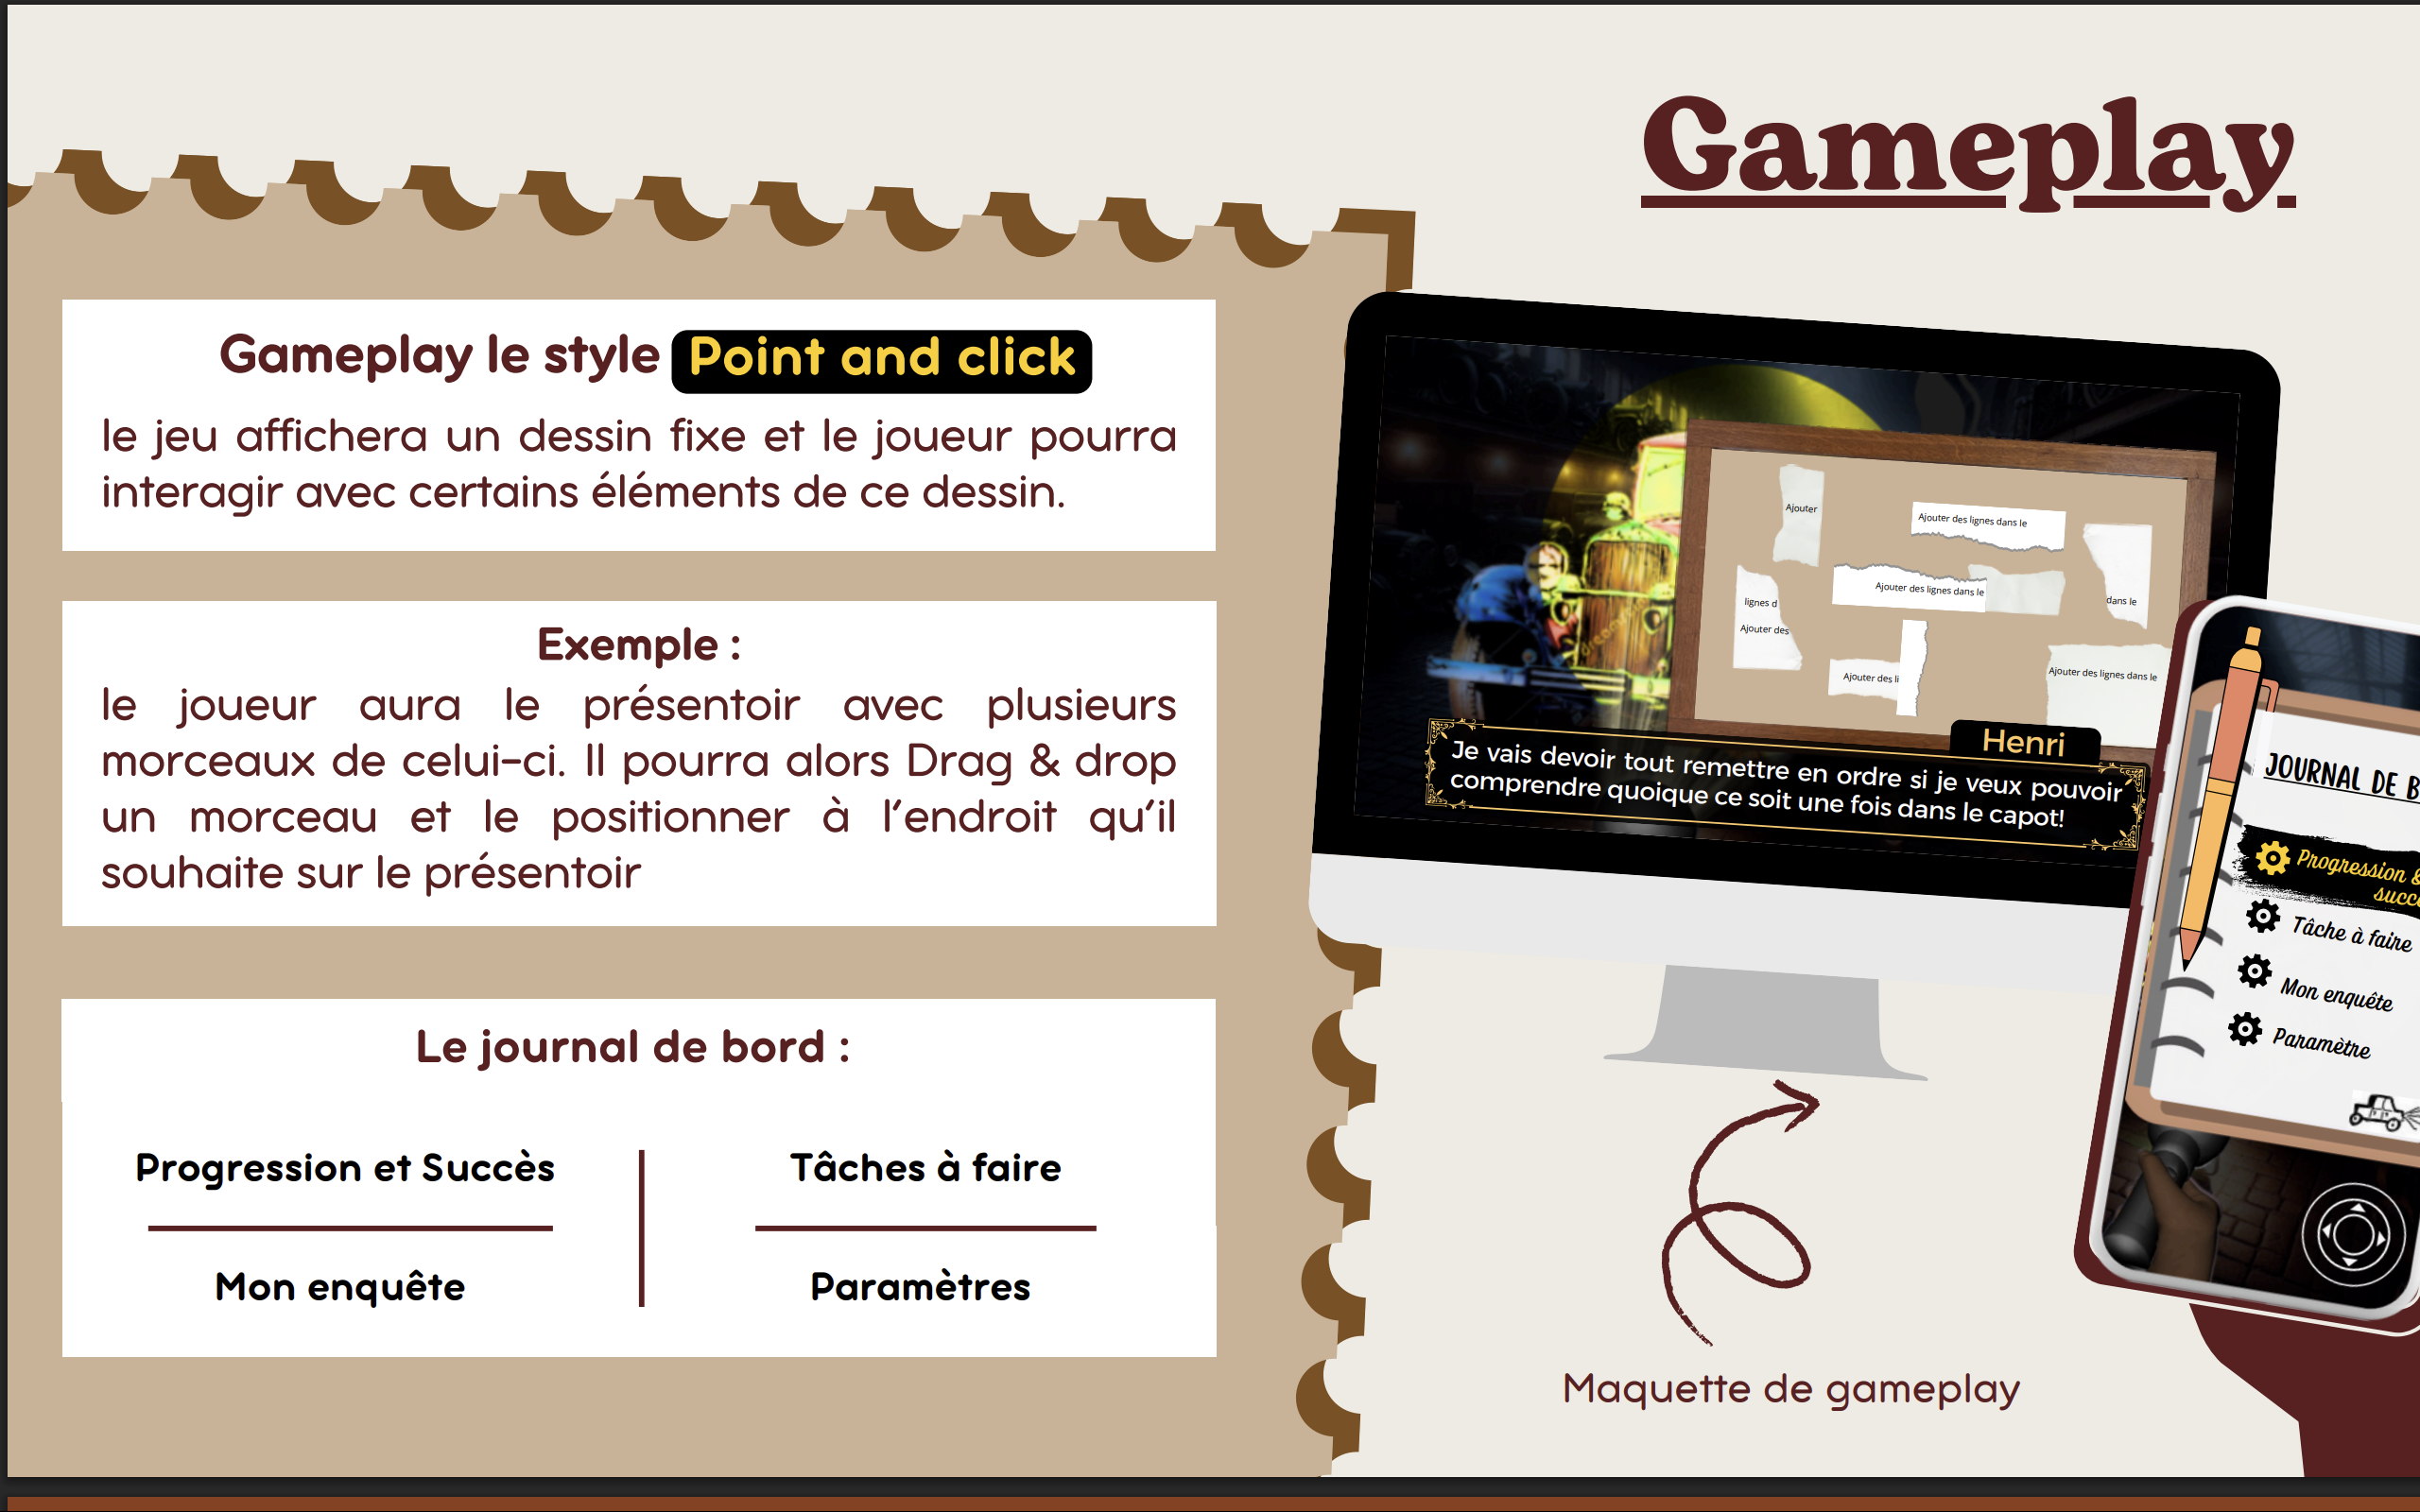 Gameplay
Gameplay le style Point and click
le jeu affichera un dessin fixe et le joueur pourra
interagir avec certains éléments de ce dessin.
Exemple :
le joueur aura le présentoir avec plusieurs
morceaux de celui-ci. Il pourra alors Drag & drop
un morceau et le positionner à l'endroit qu'il
souhaite sur le présentoir
Le journal de bord :
Progression et Succès
Tâches à faire
Mon enquête
Paramètres
Ajouter
Ajouter des lignes dans le
Ajouter des lignes dans le
dans le
lignes d
Ajouter des
Ajouter des li
Ajouter des lignes dans le
Henri
Je vais devoir tout remettre en ordre si je veux pouvoir
comprendre quoique ce soit une fois dans le capot!
JOURNAL DE B
Progression &
succ
Tâche à faire
Mon enquête
Paramètre
Maquette de gameplay